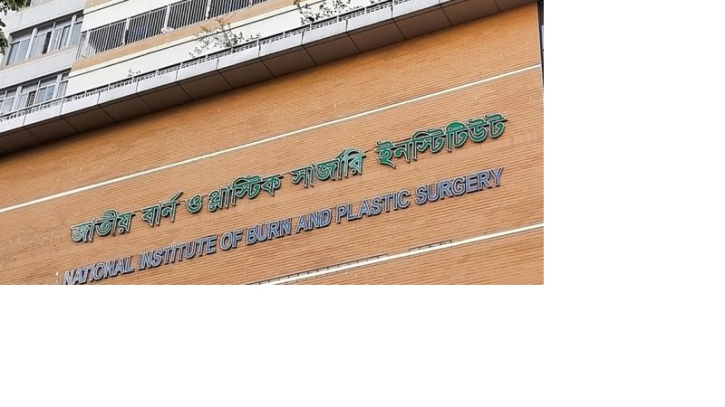 জাতীয় বার্ন ও প্লাস্টিক সার্জারি ইনস্টিটিউট
NATIONAL INSTITUTE OF BURN AND PLASTIC SURGERY